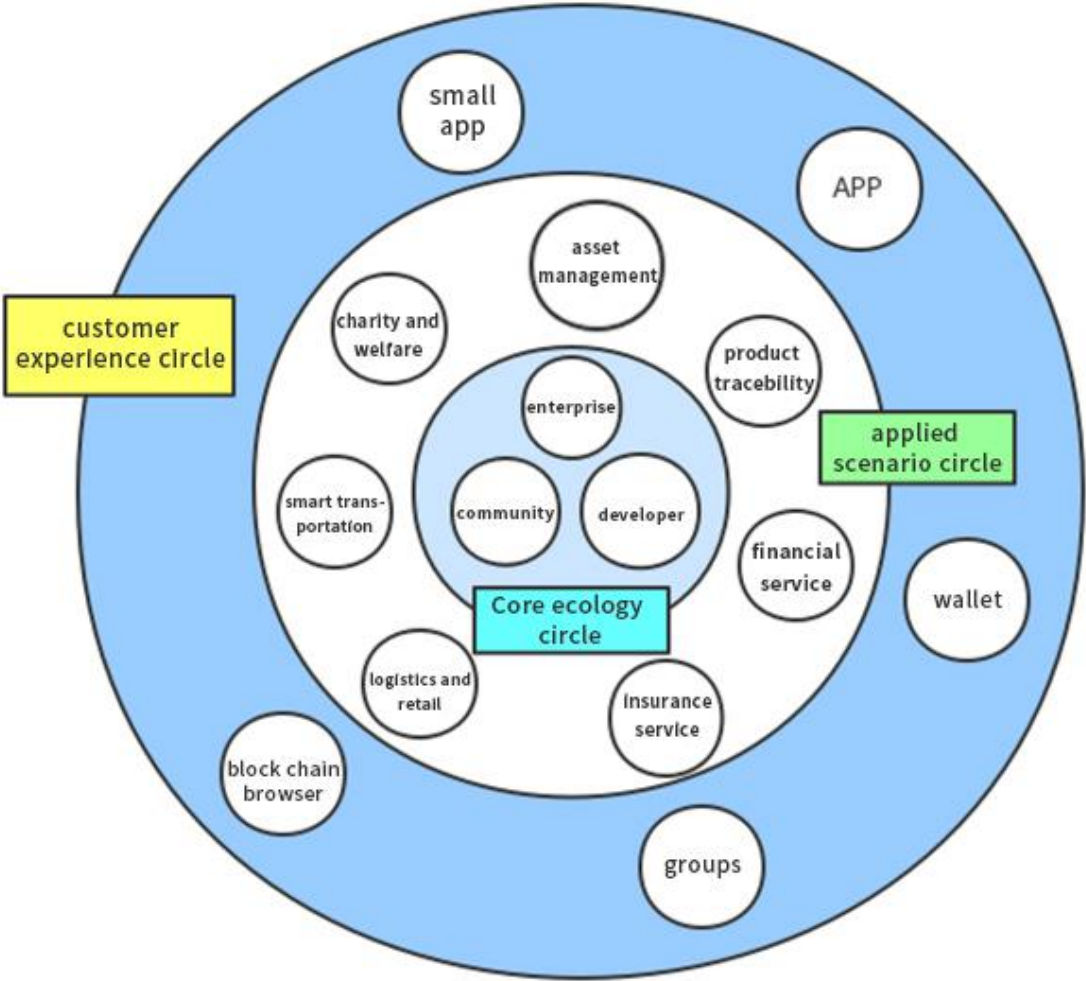 small
app
APP
asset
management
customer
experience circle
charity and
welfare
product
tracebility
enterprise
applied
scenario circle
smart trans-
portation
community
developer
financial
service
wallet
Core ecology
circle
logistics and
retail
insurance
service
block chain
browser
groups